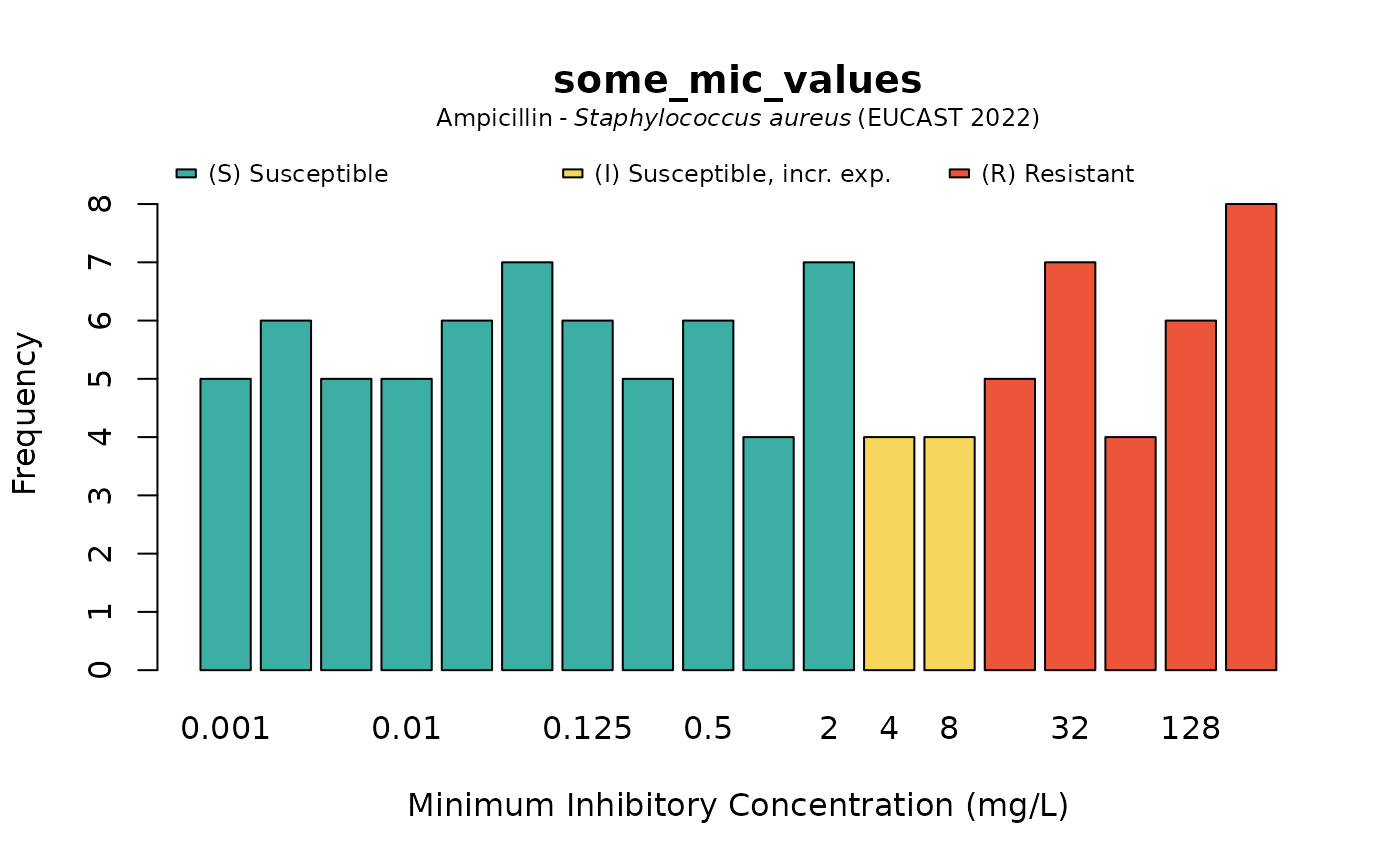 some_mic_values
Ampicillin - Staphylococcus aureus (EUCAST 2022)
(S) Susceptible (I) Susceptible, incr. exp. (R) Resistant
8
7
6
5
4
3
2
1
0
Frequency
0.001 0.01 0.125 0.5 2 4 8 32 128
Minimum Inhibitory Concentration (mg/L)